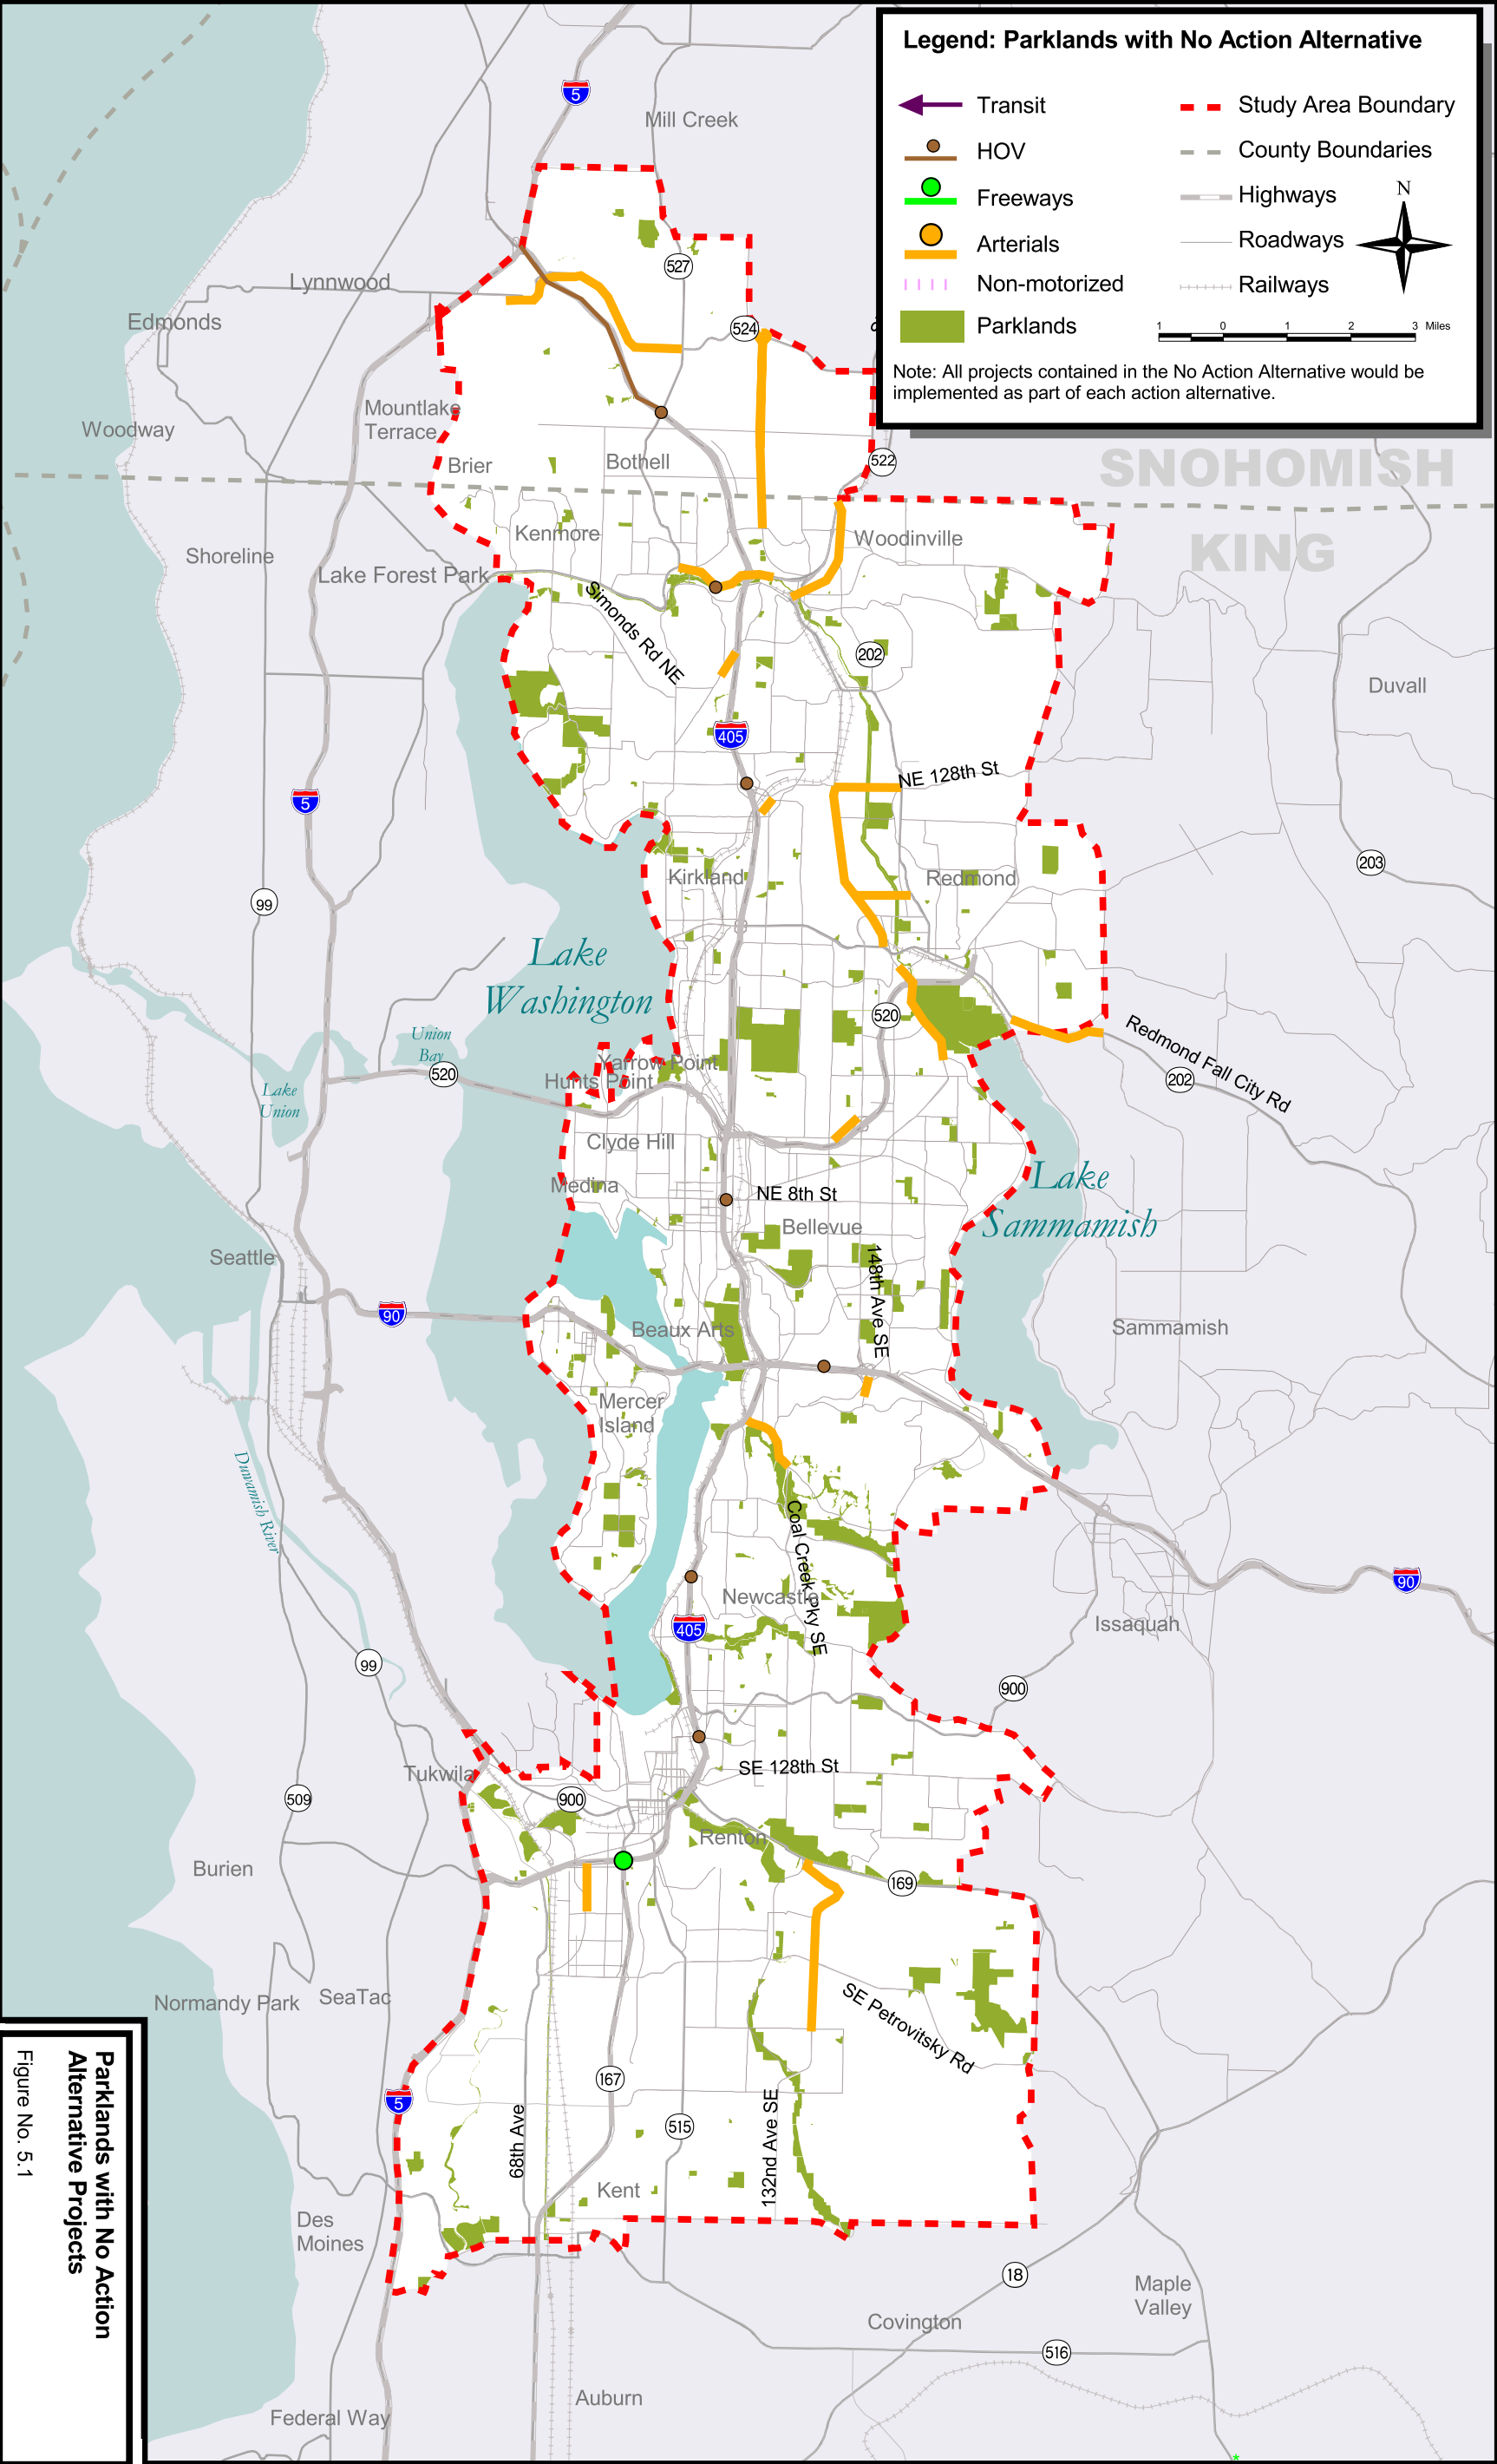 Legend: Parklands with No Action Alternative
Transit
HOV
Freeways
Arterials
Non-motorized
Parklands
Study Area Boundary
County Boundaries
Highways
Roadways
Railways
N
1 0 1 2 3 Miles
Note: All projects contained in the No Action Alternative would be
implemented as part of each action alternative.
5
Mill Creek
527
Lynnwood
Edmonds
524
Mountlake
Terrace
Woodway
Brier
Bothell
522
SNOHOMISH
KING
Kenmore
Woodinville
Shoreline
Lake Forest Park
Simonds Rd NE
202
Duvall
405
NE 128th St
5
203
Kirkland
Redmond
99
Lake
Washington
520
Union
Bay
520
Yarrow Point
Hunts Point
Redmond Fall City Rd
202
Lake
Union
Clyde Hill
Medina
NE 8th St
Lake
Sammamish
Bellevue
148th Ave SE
Seattle
90
Beaux Arts
Sammamish
Mercer
Island
Duwamish River
Coal Creek Pky SE
Newcastle
90
405
Issaquah
99
900
Tukwila
SE 128th St
509
900
Renton
Burien
169
Normandy Park
SeaTac
SE Petrovitsky Rd
167
5
515
68th Ave
132nd Ave SE
Kent
Des
Moines
18
Maple
Valley
Covington
516
Auburn
Federal Way
Parklands with No Action
Alternative Projects
Figure No. 5.1